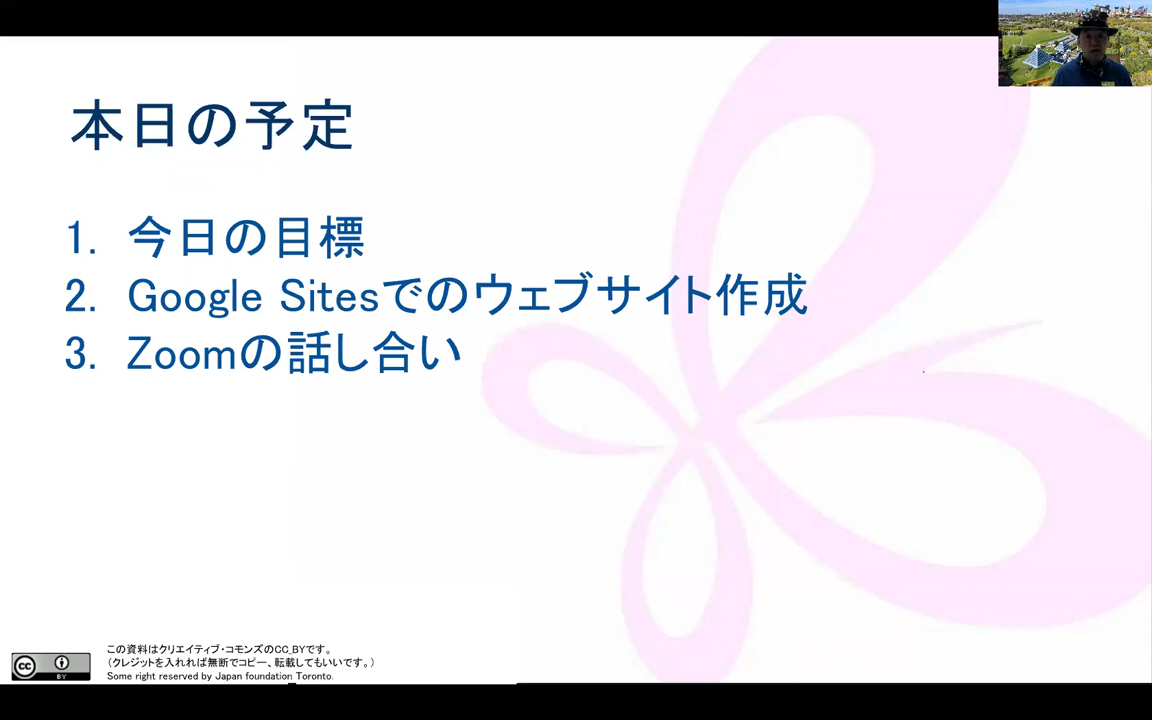 本日の予定
1. 今日の目標
2. Google Sitesでのウェブサイト作成
3. Zoomの話し合い
この資料はクリエイティブ・コモンズのCC_BYです。
（クレジットを入れれば無断でコピー、転載してもいいです。）
Some right reserved by Japan foundation Toronto.
cc
BY